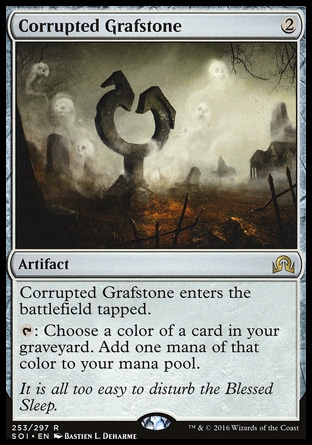 Corrupted Grafstone 2
Artifact
Corrupted Grafstone enters the
battlefield tapped.
: Choose a color of a card in your
graveyard. Add one mana of that
color to your mana pool.
It is all too easy to disturb the Blessed
Sleep.
253/297 R
SOI • EN Bastien L. Deharme
™ & © 2016 Wizards of the Coast